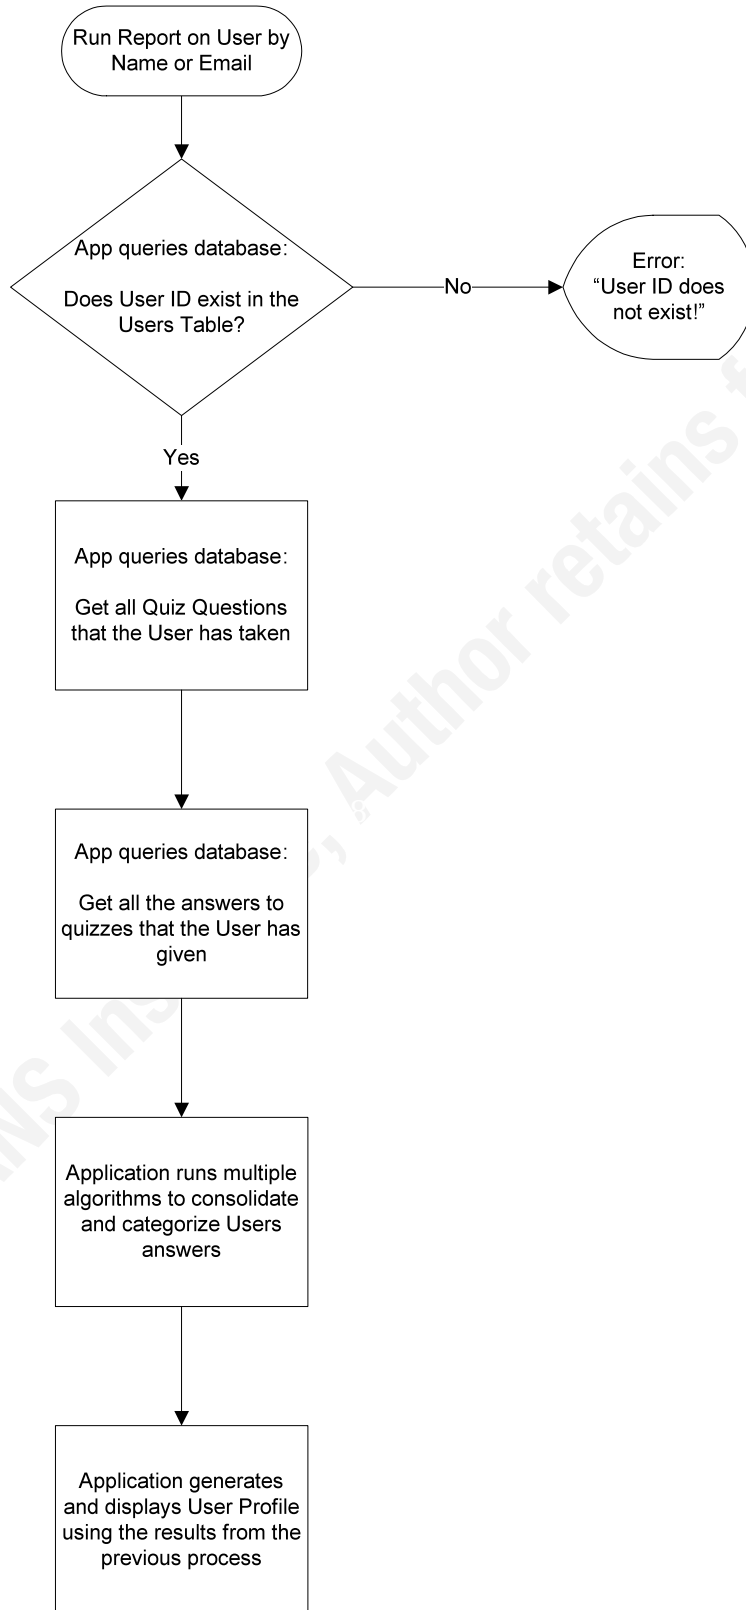 Run Report on User by
Name or Email
App queries database:
Does User ID exist in the
Users Table?
No
Error:
“User ID does
not exist!”
Yes
App queries database:
Get all Quiz Questions
that the User has taken
App queries database:
Get all the answers to
quizzes that the User has
given
Application runs multiple
algorithms to consolidate
and categorize Users
answers
Application generates
and displays User Profile
using the results from the
previous process
Author retains